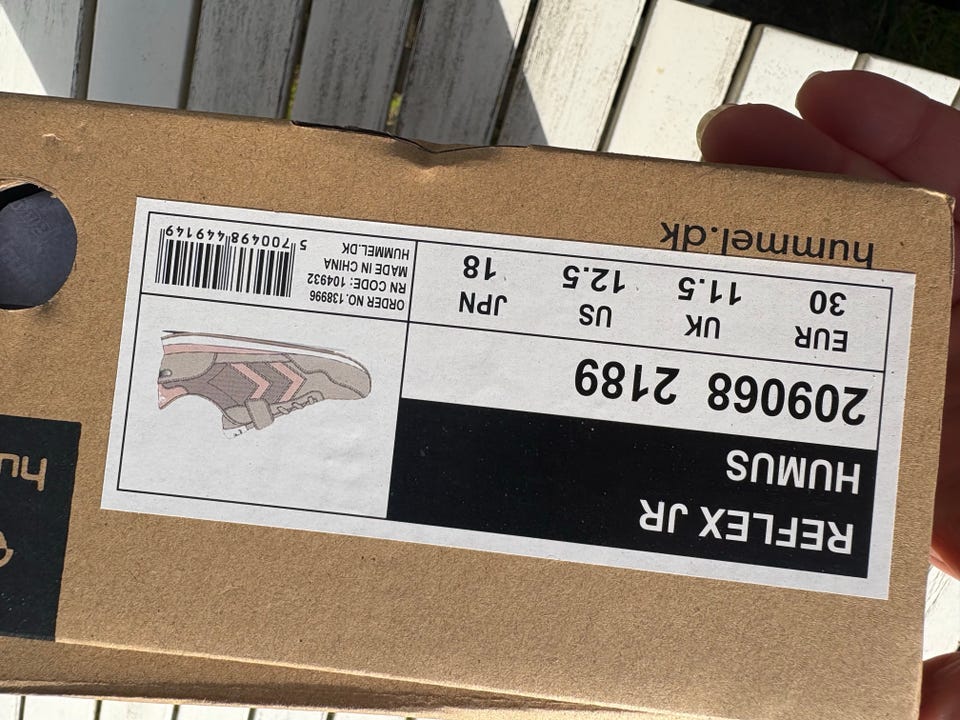 REFLEX JR
HUMUS
209068 2189
EUR UK US JPN
30 11.5 12.5 18
ORDER NO.138996
RN CODE: 104932
MADE IN CHINA
HUMMEL.DK
5 700498 449149
hummel.dk
hu